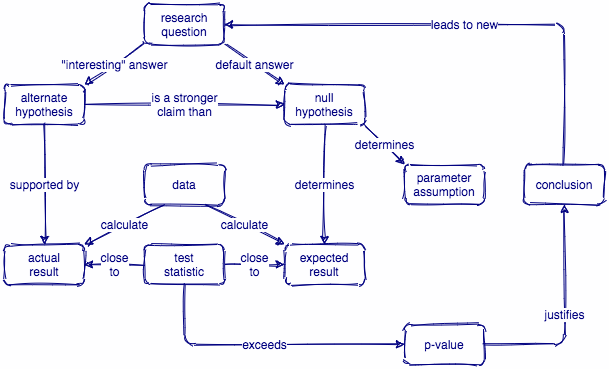 research
question
leads to new
"interesting" answer
default answer
alternate
hypothesis
is a stronger
claim than
null
hypothesis
determines
supported by
data
determines
parameter
assumption
conclusion
calculate
calculate
actual
result
close
to
test
statistic
close
to
expected
result
justifies
exceeds
p-value